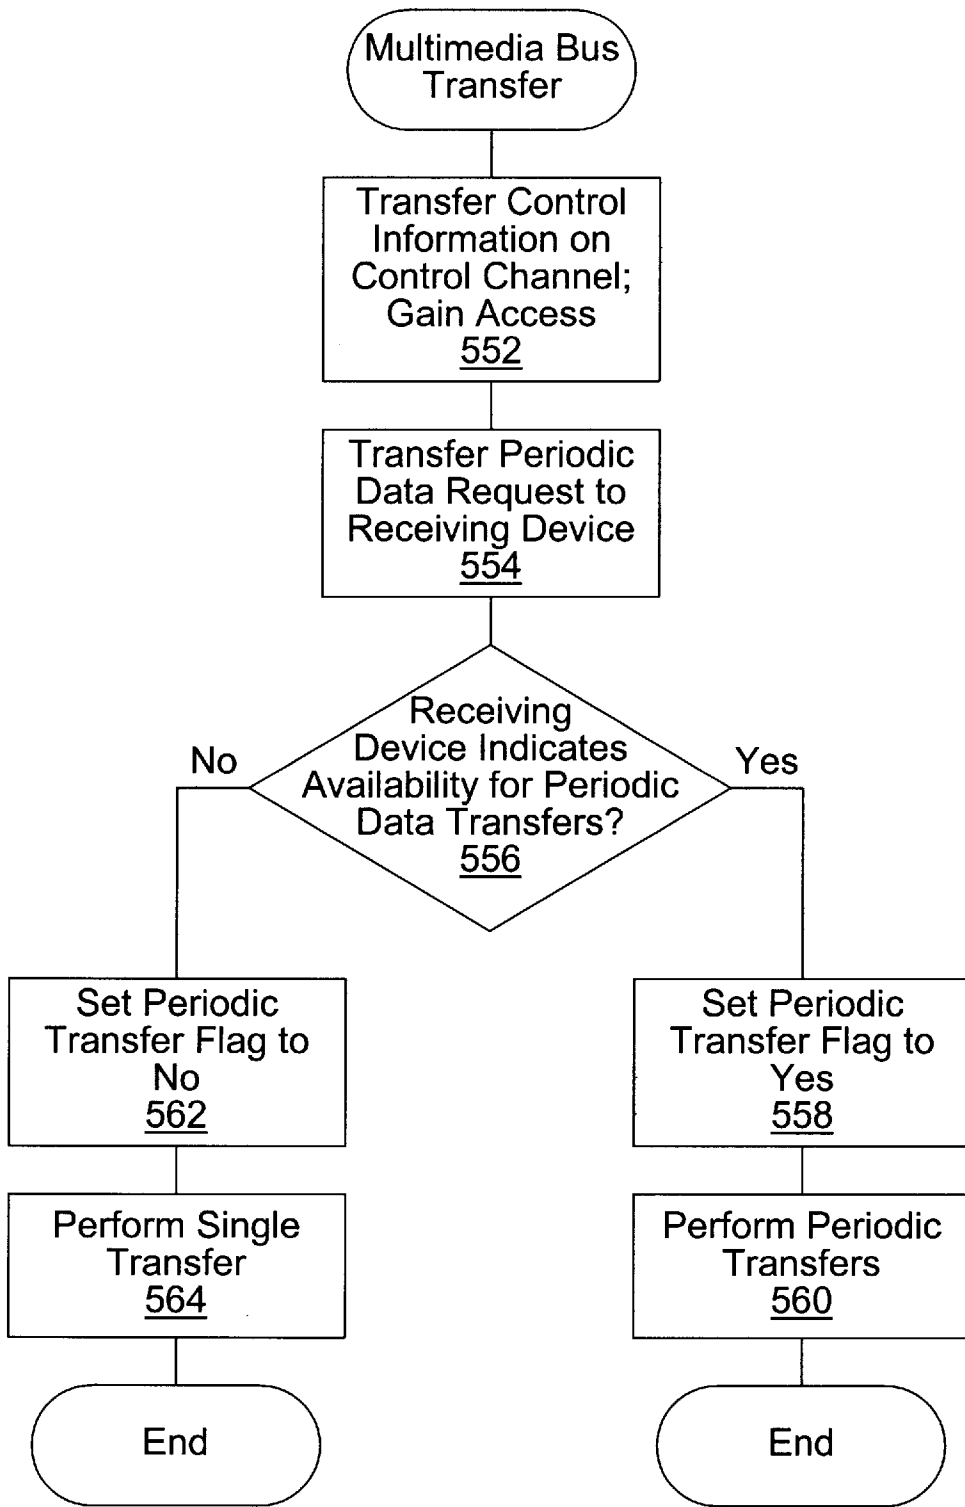 Multimedia Bus
Transfer
Transfer Control
Information on
Control Channel;
Gain Access
552
Transfer Periodic
Data Request to
Receiving Device
554
Receiving
Device Indicates
Availability for Periodic
Data Transfers?
556
No
Yes
Set Periodic
Transfer Flag to
No
562
Set Periodic
Transfer Flag to
Yes
558
Perform Single
Transfer
564
Perform Periodic
Transfers
560
End
End